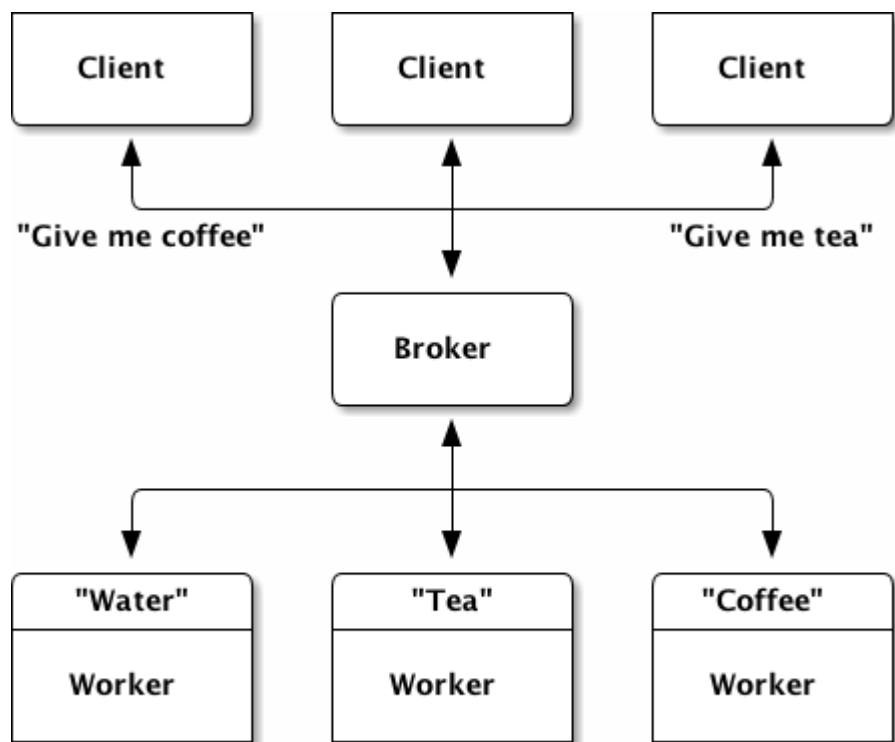 Client
Client
Client
"Give me coffee"
"Give me tea"
Broker
"Water"
"Tea"
"Coffee"
Worker
Worker
Worker